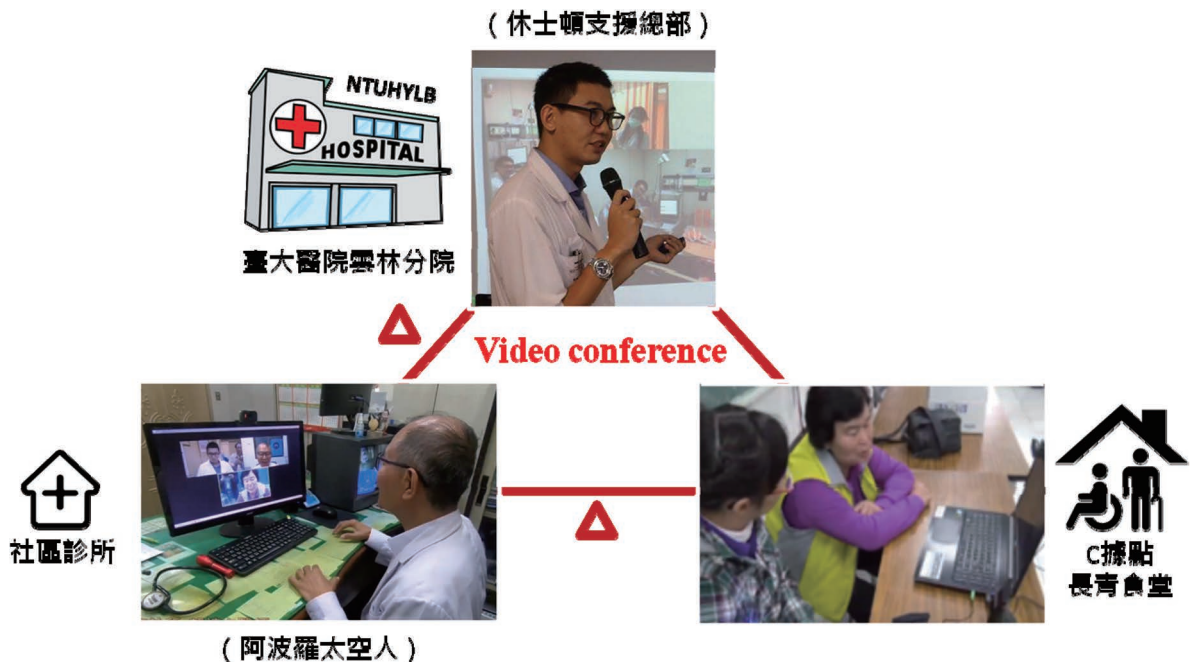 (休士頓支援總部)
NTUHYLB
HOSPITAL
臺大醫院雲林分院
Video conference
社區診所
(阿波羅太空人)
C據點
長青食堂